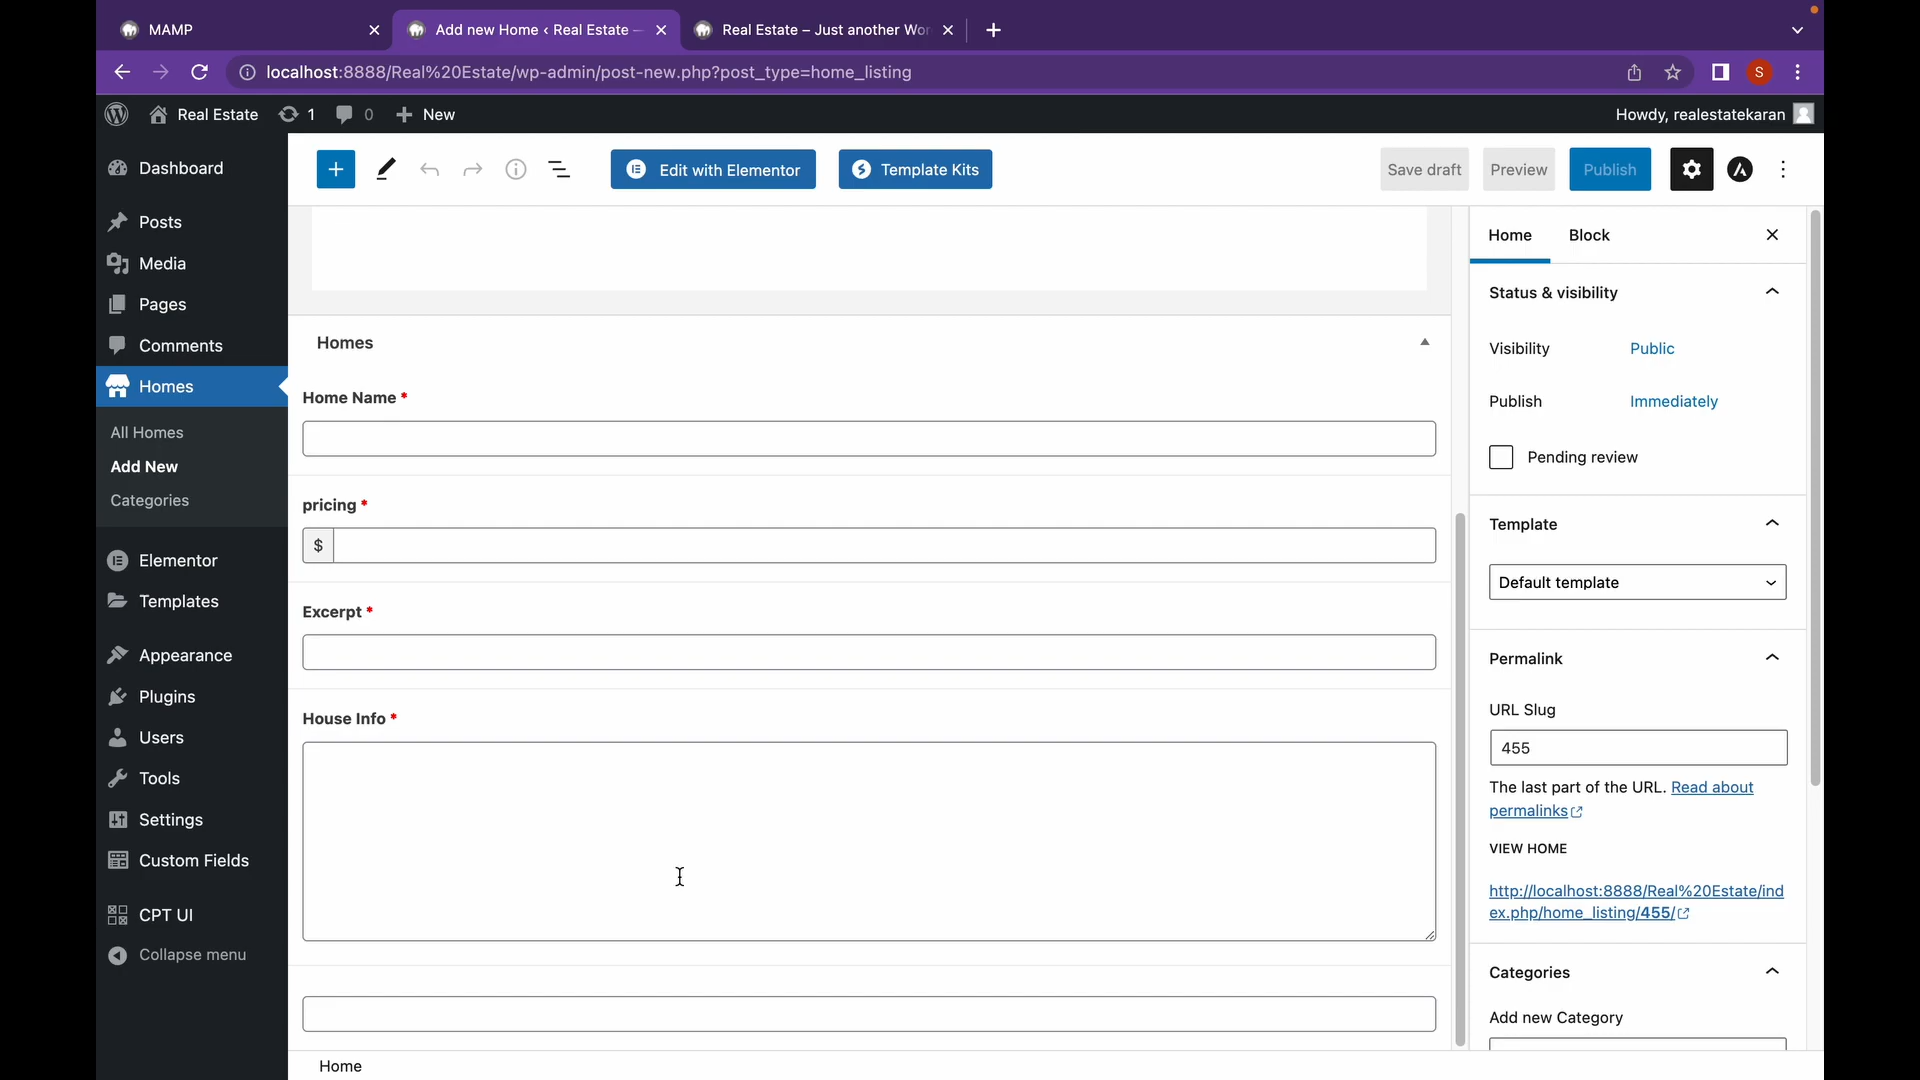 MAMP
Add new Home ‹ Real Estate —
Real Estate – Just another Wor
localhost:8888/Real%20Estate/wp-admin/post-new.php?post_type=home_listing
S
Real Estate
1
0
New
Howdy, realestatekaran
Dashboard
Posts
Media
Pages
Comments
Homes
All Homes
Add New
Categories
Elementor
Templates
Appearance
Plugins
Users
Tools
Settings
Custom Fields
CPT UI
Collapse menu
Edit with Elementor
Template Kits
Save draft
Preview
Publish
Homes
Home Name *
pricing *
$
Excerpt *
House Info *
Home
Home
Block
Status & visibility
Visibility
Public
Publish
Immediately
Pending review
Template
Default template
Permalink
URL Slug
455
The last part of the URL. Read about
permalinks
VIEW HOME
http://localhost:8888/Real%20Estate/ind
ex.php/home_listing/455/
Categories
Add new Category